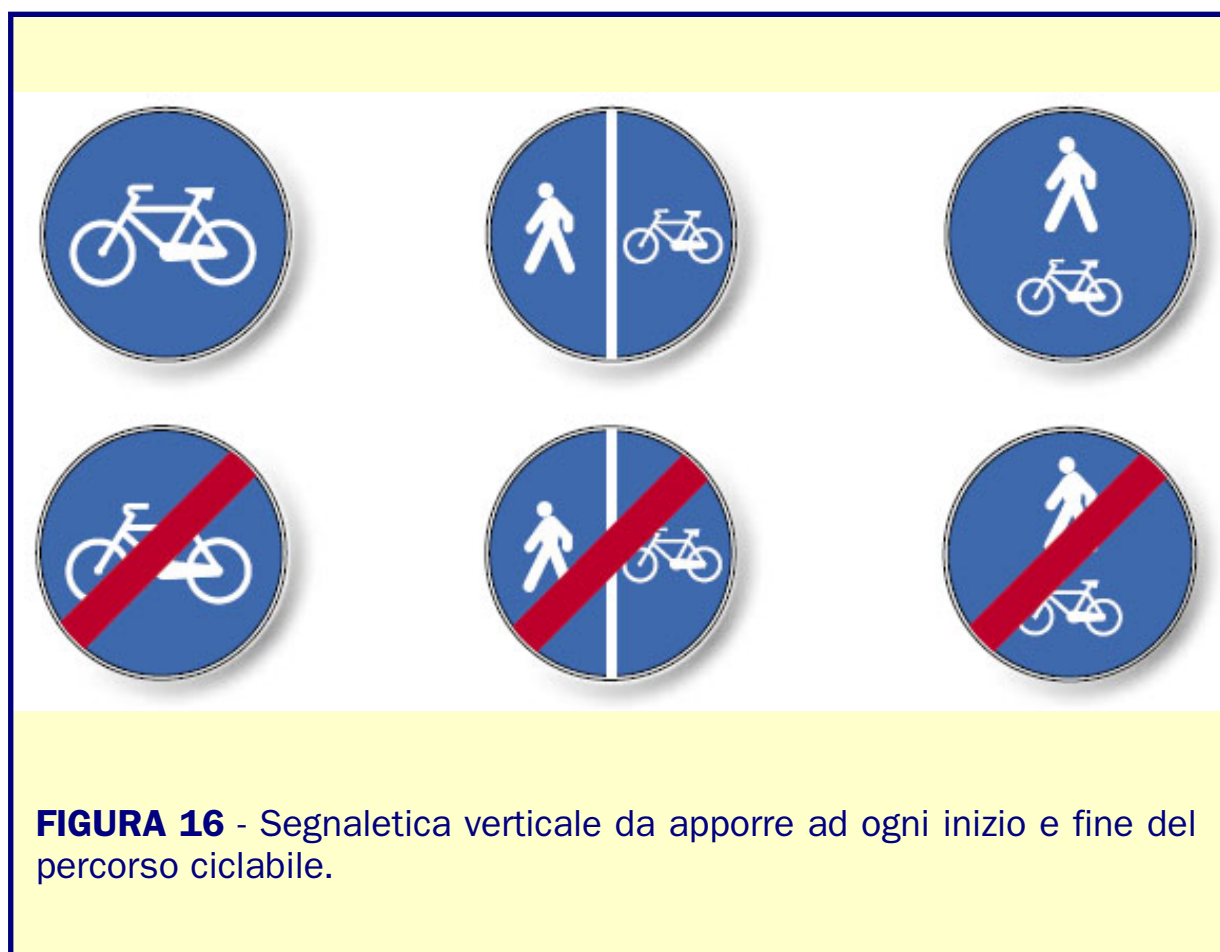 FIGURA 16 - Segnaletica verticale da apporre ad ogni inizio e fine del
percorso ciclabile.